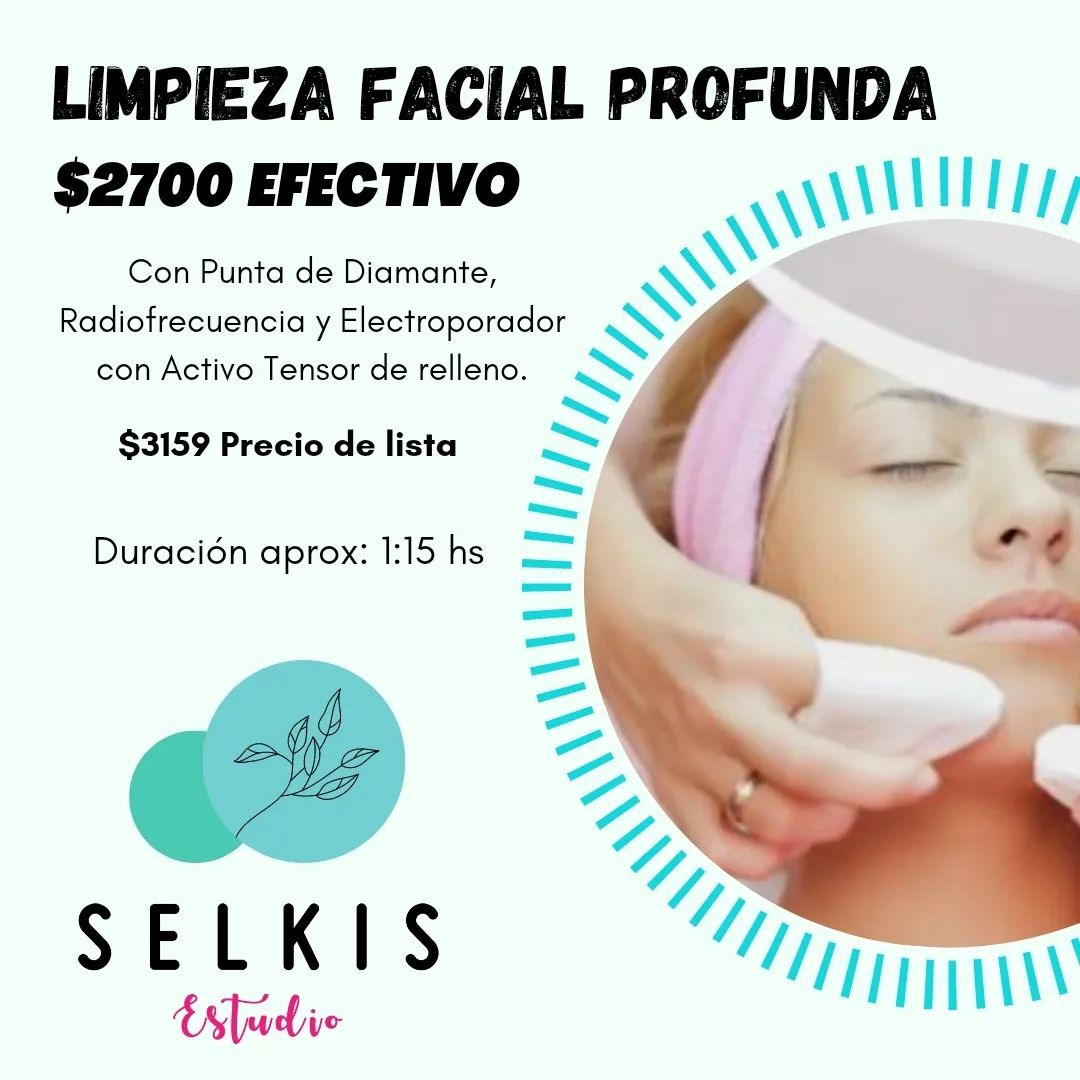 LIMPIEZA FACIAL PROFUNDA
$2700 EFECTIVO
Con Punta de Diamante,
Radiofrecuencia y Electroporador
con Activo Tensor de relleno.
$3159 Precio de lista
Duración aprox: 1:15 hs
SELKIS
Estudio